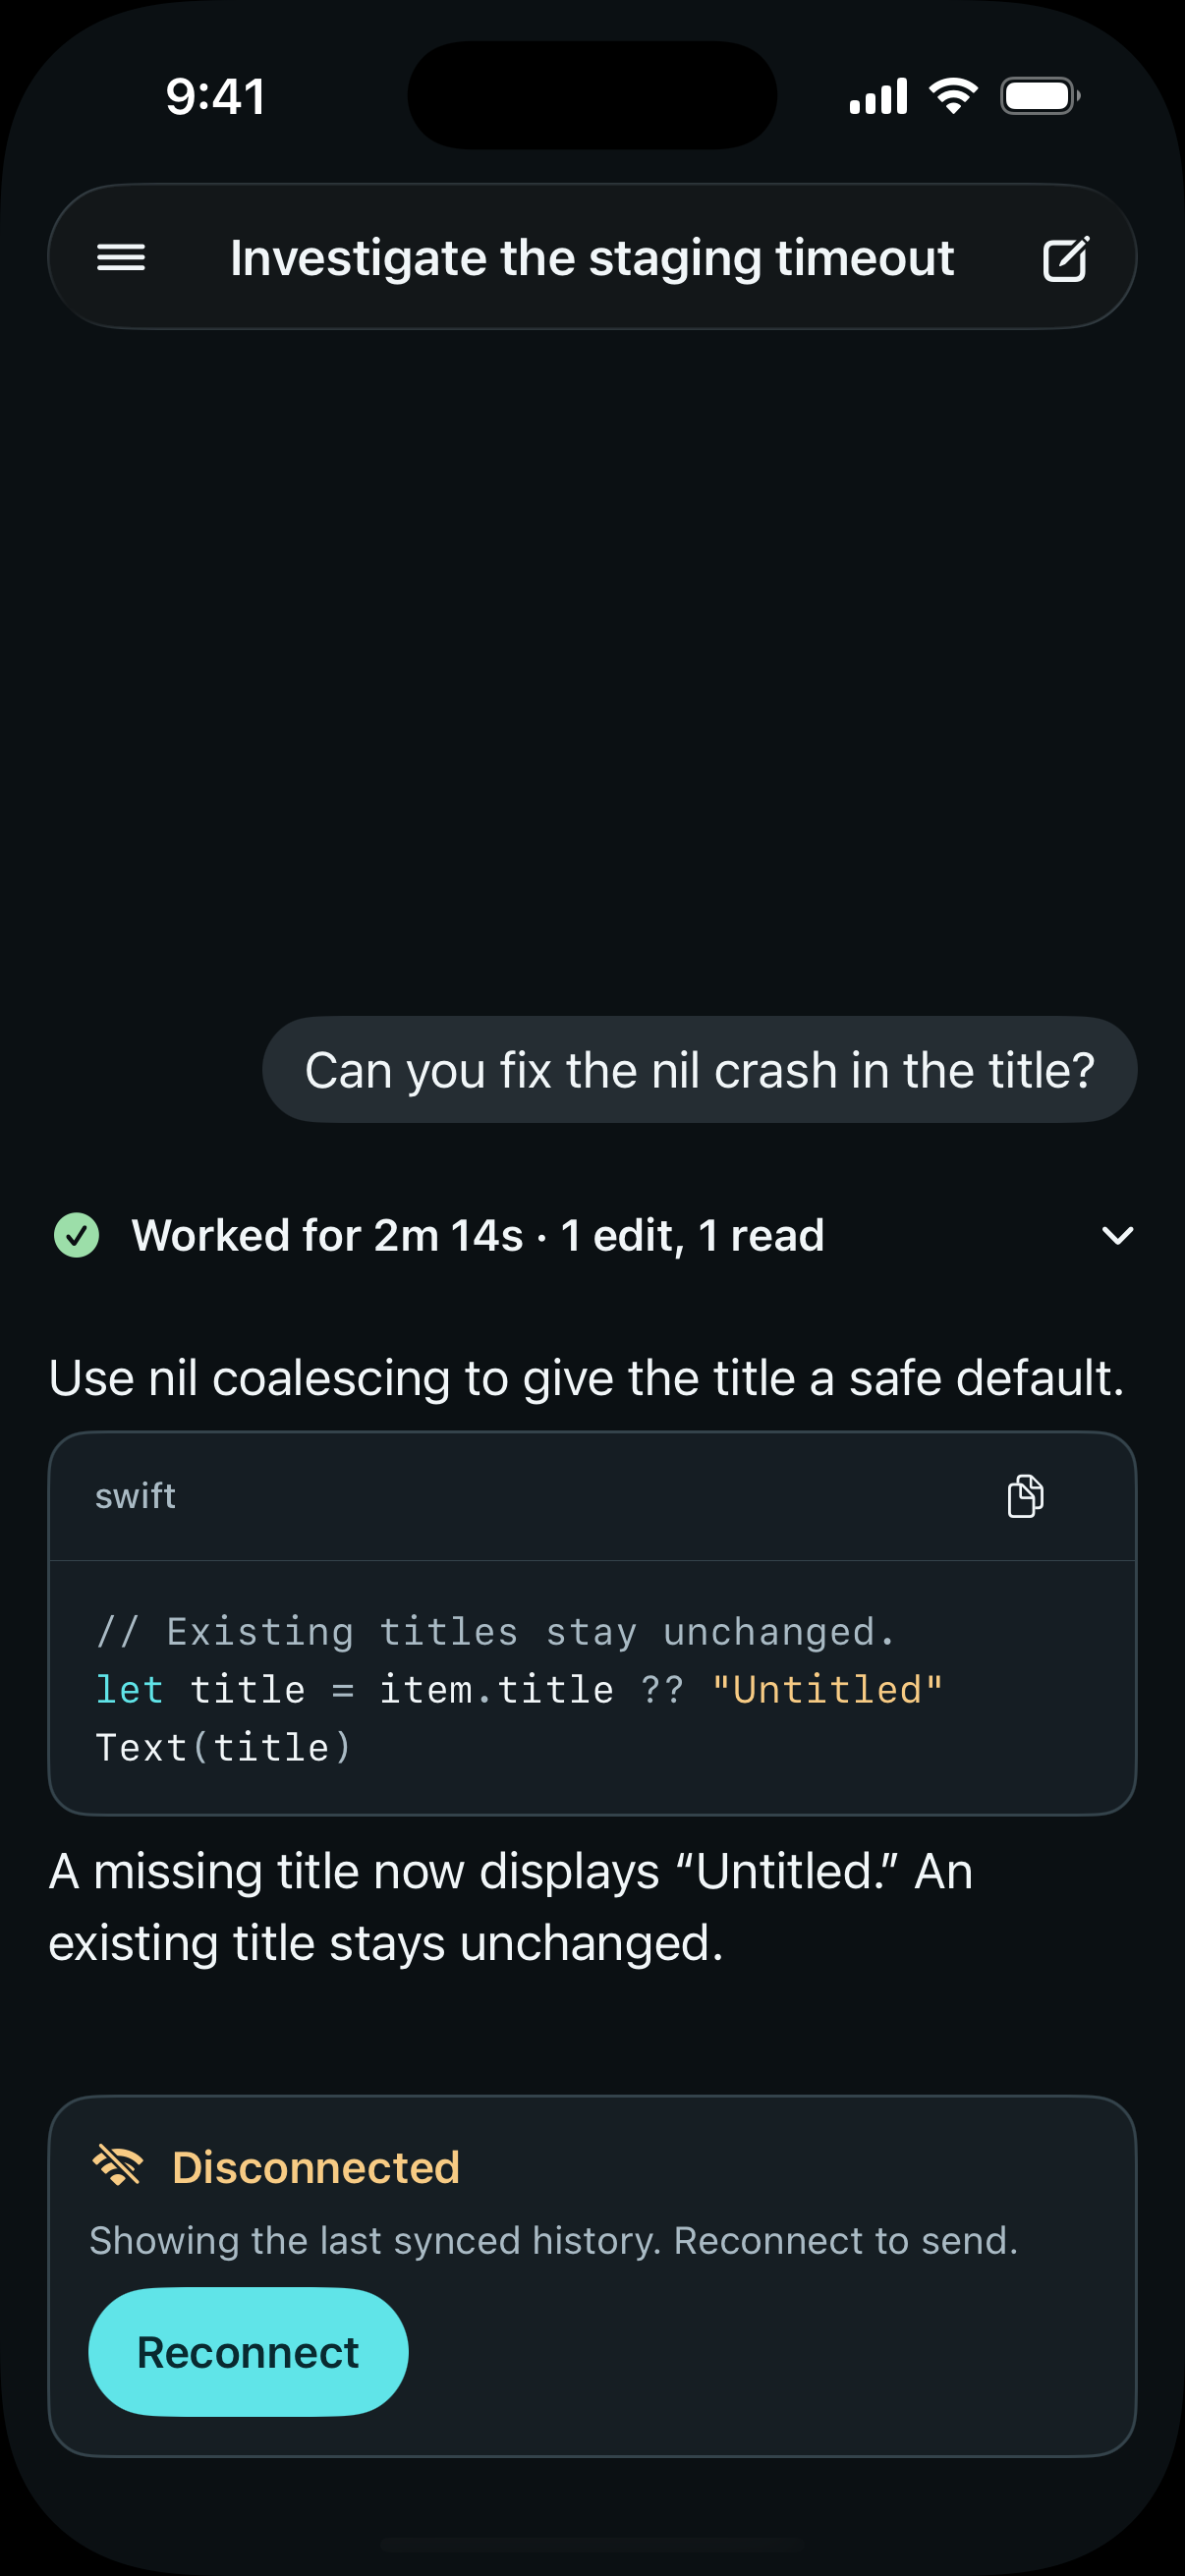 9:41
Investigate the staging timeout
Can you fix the nil crash in the title?
Worked for 2m 14s · 1 edit, 1 read
Use nil coalescing to give the title a safe default.
swift
// Existing titles stay unchanged.
let title = item.title ?? "Untitled"
Text(title)
A missing title now displays “Untitled.” An
existing title stays unchanged.
Disconnected
Showing the last synced history. Reconnect to send.
Reconnect